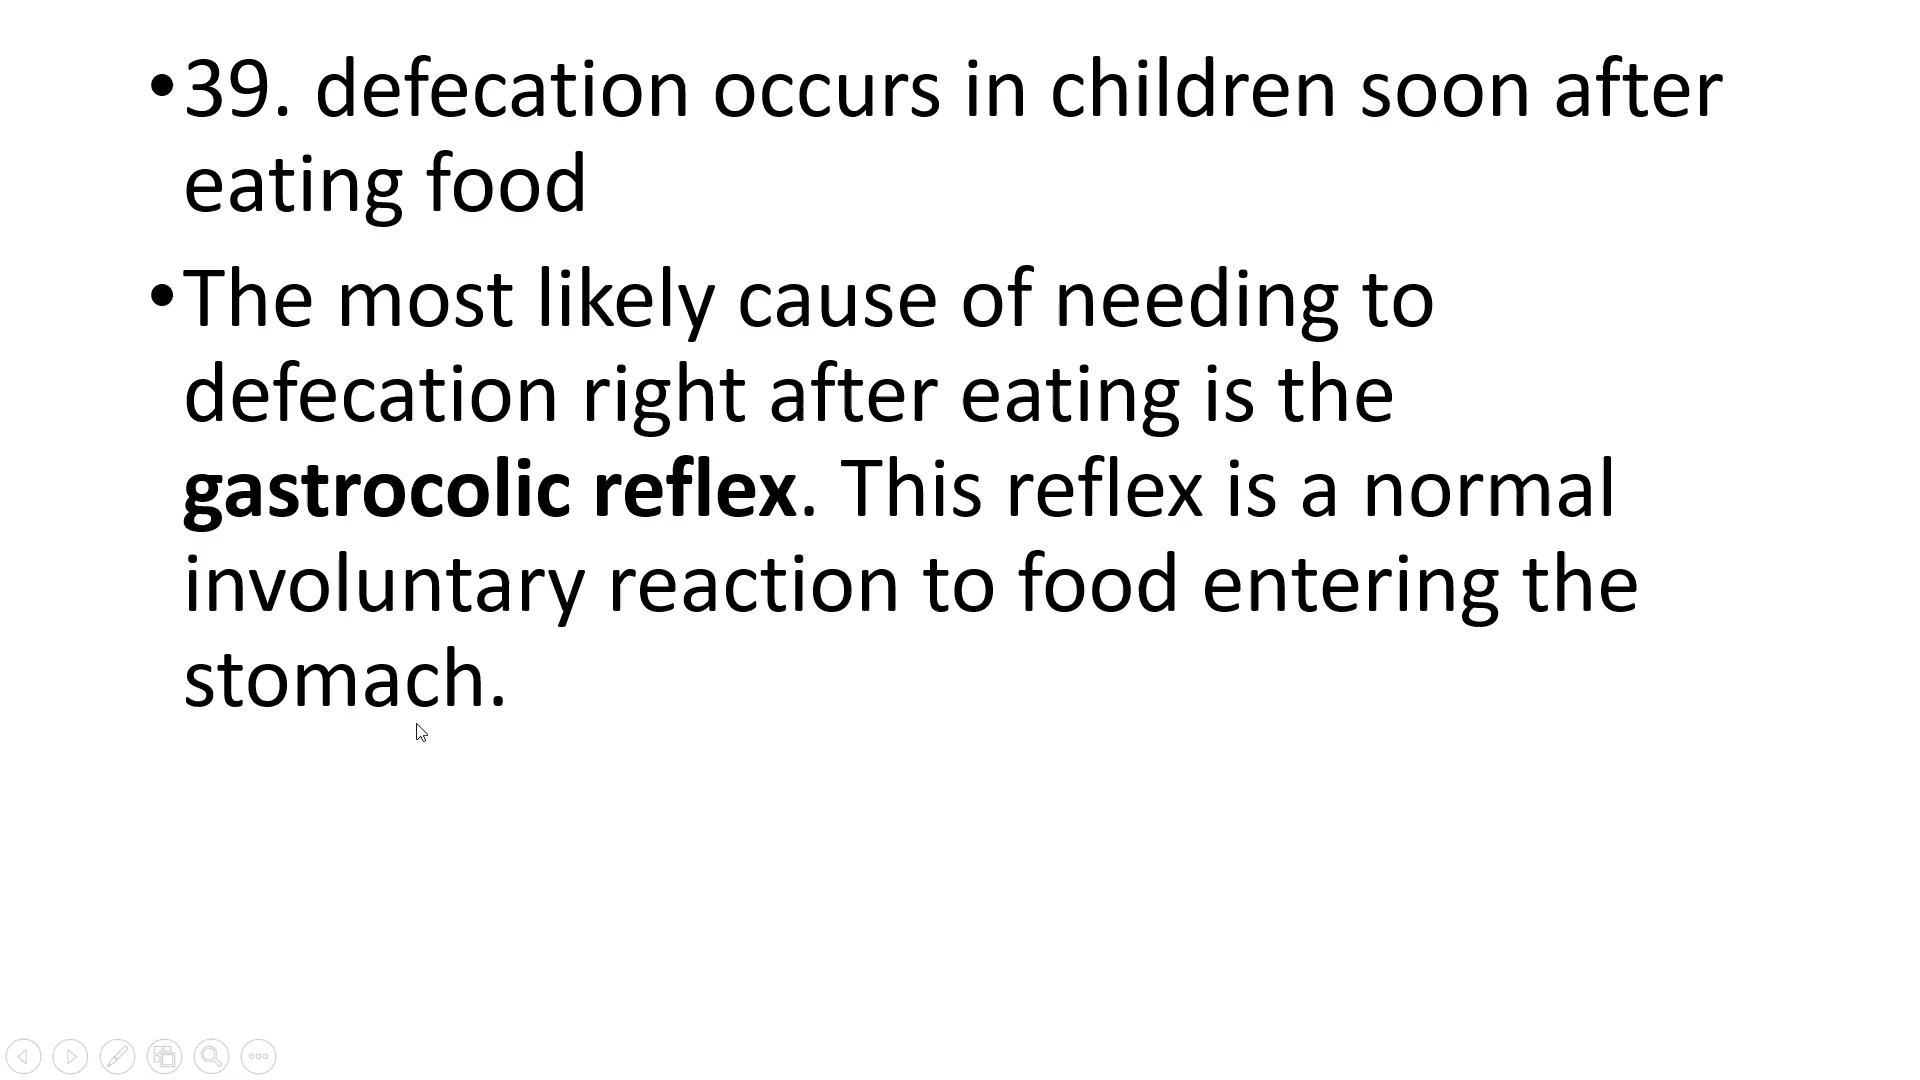 •39. defecation occurs in children soon after
eating food
•The most likely cause of needing to
defecation right after eating is the
gastrocolic reflex. This reflex is a normal
involuntary reaction to food entering the
stomach.